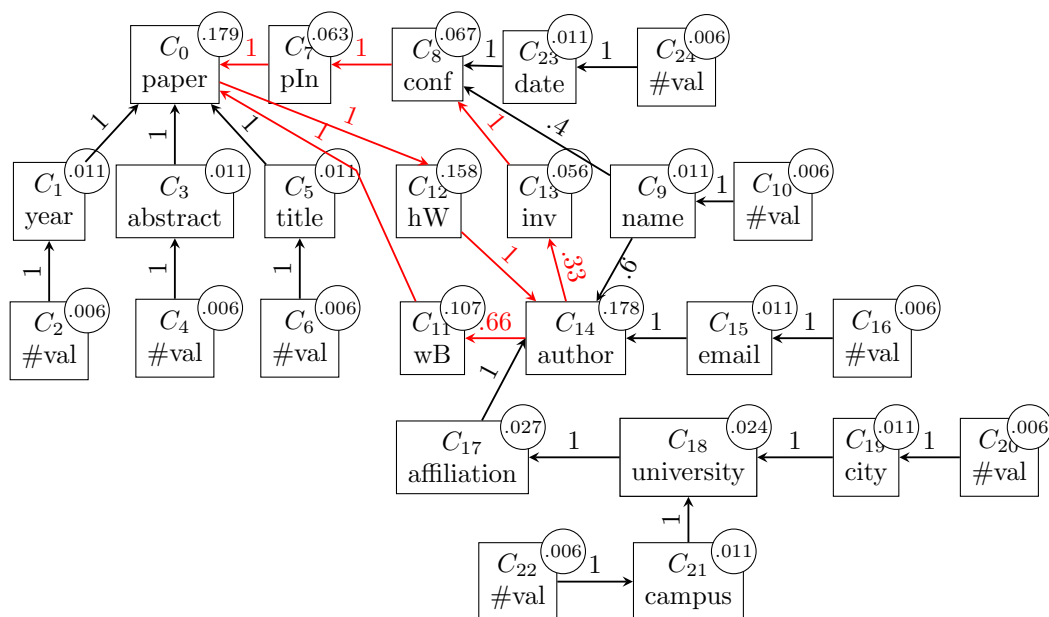 C0 .179
paper
1
C7 .063
pIn
1
C8 .067
conf
1
C23 .011
date
1
C24 .006
#val
1
1
1
1
1
1
.4
C1 .011
year
C3 .011
abstract
C5 .011
title
C12 .158
hW
C13 .056
inv
C9 .011
name
1
C10 .006
#val
1
1
1
1
.33
.6
C2 .006
#val
C4 .006
#val
C6 .006
#val
C11 .107
wB
.66
C14 .178
author
1
C15 .011
email
1
C16 .006
#val
1
C17 .027
affiliation
1
C18 .024
university
1
C19 .011
city
1
C20 .006
#val
1
C22 .006
#val
1
C21 .011
campus